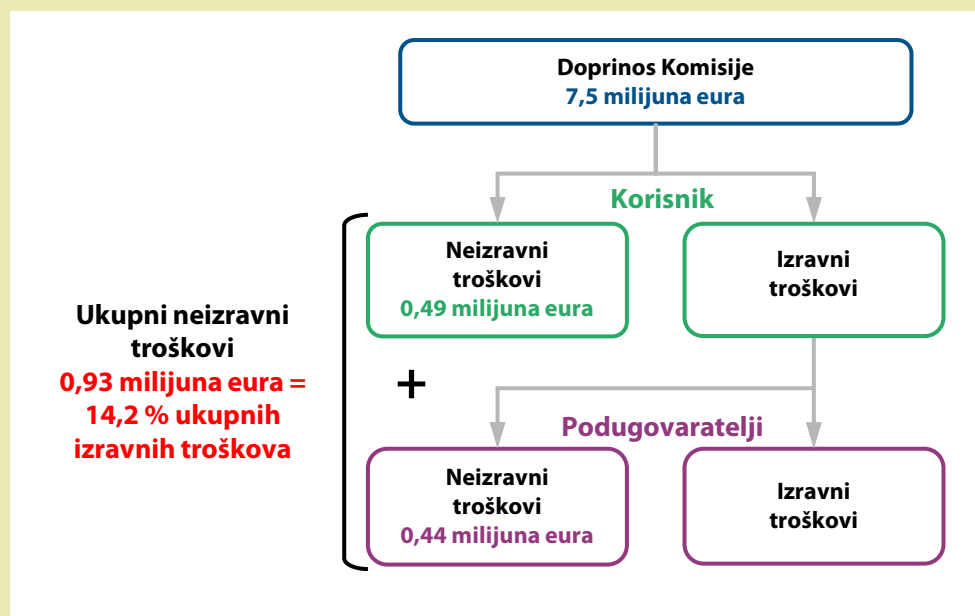 Doprinos Komisije
7,5 milijuna eura
Korisnik
Neizravni
troškovi
0,49 milijuna eura
Izravni
troškovi
Ukupni neizravni
troškovi
0,93 milijuna eura =
14,2 % ukupnih
izravnih troškova
+
Podugovaratelji
Neizravni
troškovi
0,44 milijuna eura
Izravni
troškovi